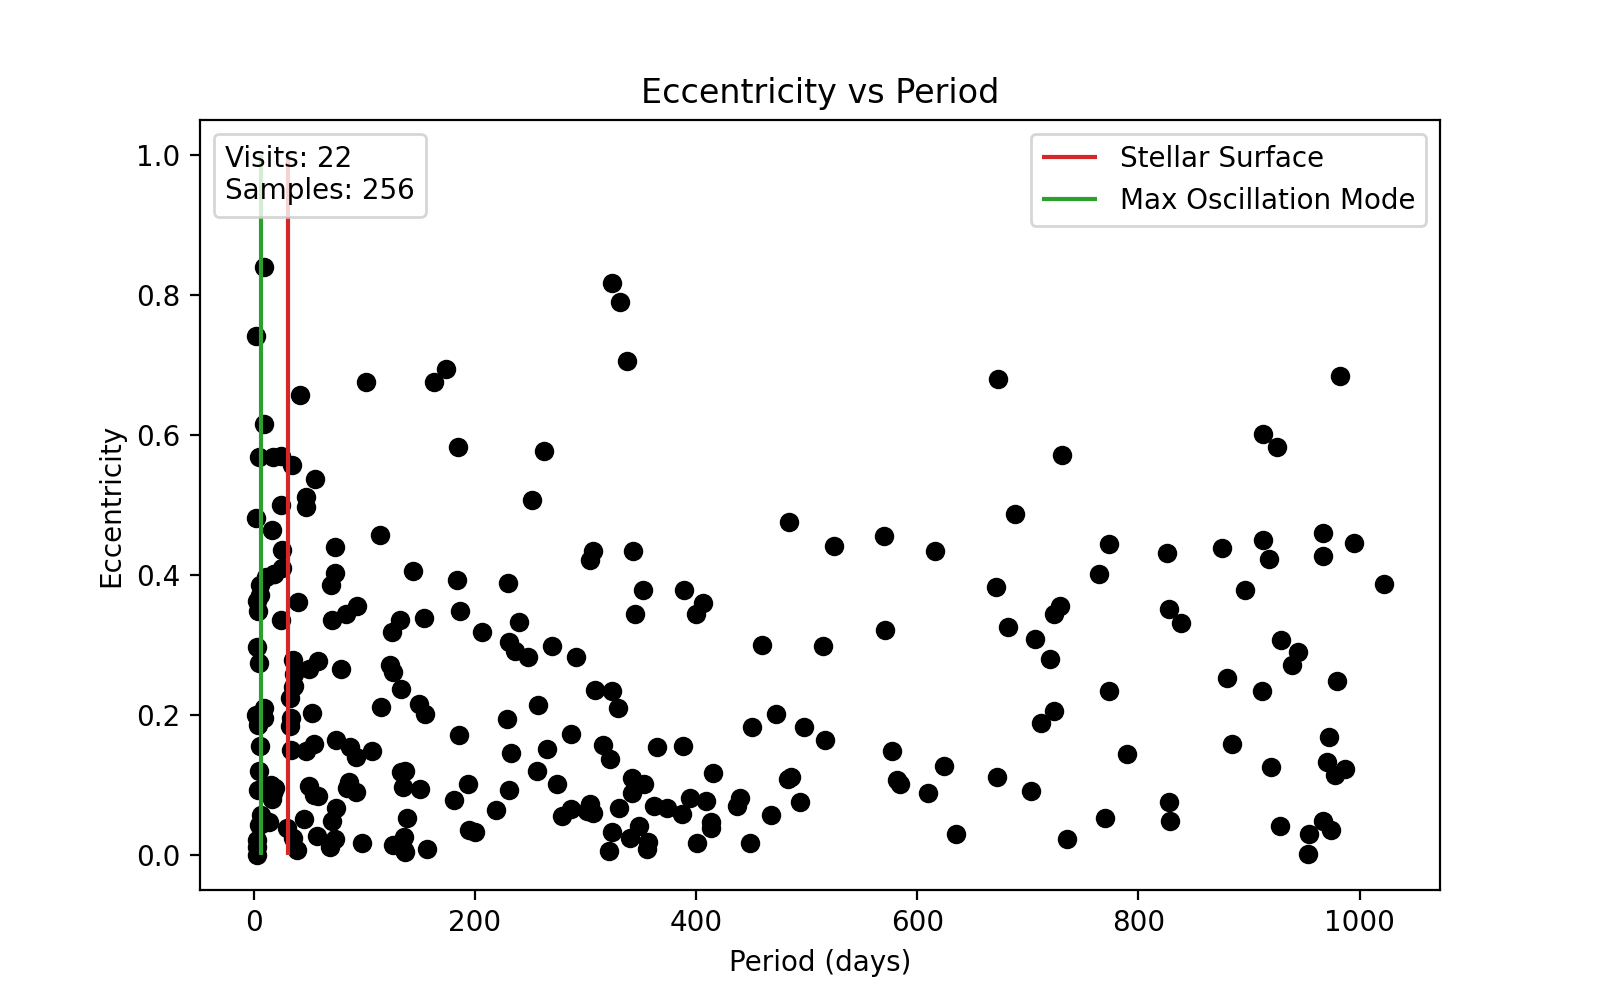 Eccentricity vs Period
Visits: 22
Samples: 256
Stellar Surface
Max Oscillation Mode
1.0
0.8
0.6
0.4
0.2
0.0
Eccentricity
0 200 400 600 800 1000
Period (days)